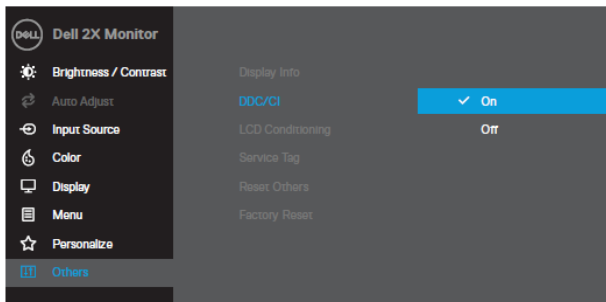 DELL
Dell 2X Monitor
Brightness / Contrast
Display Info
Auto Adjust
DDC/CI
On
Input Source
LCD Conditioning
Off
Color
Service Tag
Display
Reset Others
Menu
Factory Reset
Personalize
Others